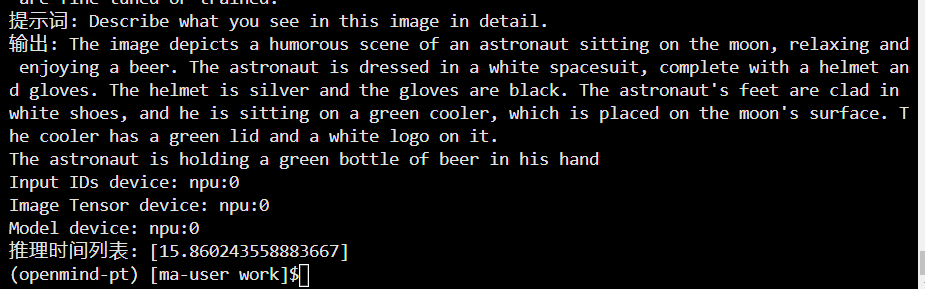 are fine tuned or trained.
提示词: Describe what you see in this image in detail.
输出: The image depicts a humorous scene of an astronaut sitting on the moon, relaxing and
enjoying a beer. The astronaut is dressed in a white spacesuit, complete with a helmet an
d gloves. The helmet is silver and the gloves are black. The astronaut's feet are clad in
white shoes, and he is sitting on a green cooler, which is placed on the moon's surface. T
he cooler has a green lid and a white logo on it.
The astronaut is holding a green bottle of beer in his hand
Input IDs device: npu:0
Image Tensor device: npu:0
Model device: npu:0
推理时间列表: [15.860243558883667]
(openmind-pt) [ma-user work]$